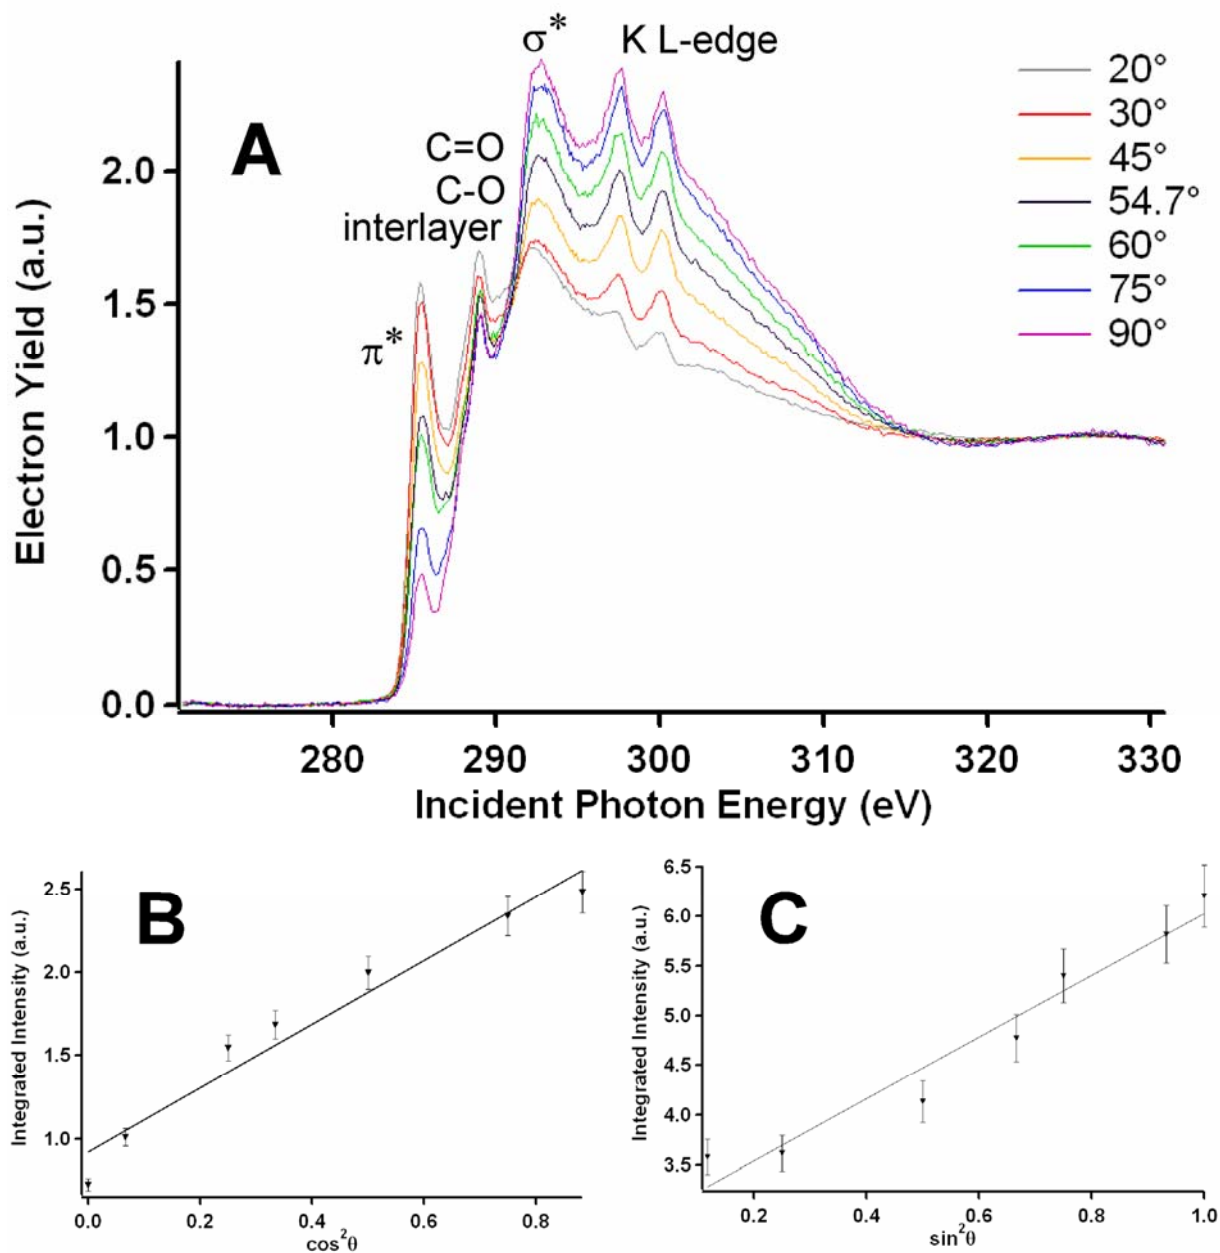 σ*
K L-edge
A
C=O
C-O
interlayer
π*
20°
30°
45°
54.7°
60°
75°
90°
Electron Yield (a.u.)
2.0
1.5
1.0
0.5
0.0
280 290 300 310 320 330
Incident Photon Energy (eV)
B
Integrated Intensity (a.u.)
2.5
2.0
1.5
1.0
0.0 0.2 0.4 0.6 0.8
cos²θ
C
Integrated Intensity (a.u.)
6.5
6.0
5.5
5.0
4.5
4.0
3.5
0.2 0.4 0.6 0.8 1.0
sin²θ